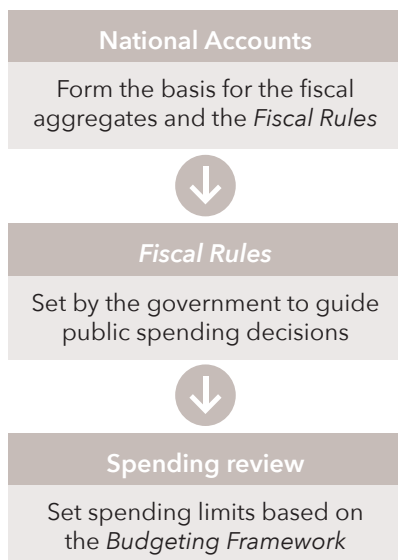 National Accounts
Form the basis for the fiscal
aggregates and the Fiscal Rules
Fiscal Rules
Set by the government to guide
public spending decisions
Spending review
Set spending limits based on
the Budgeting Framework